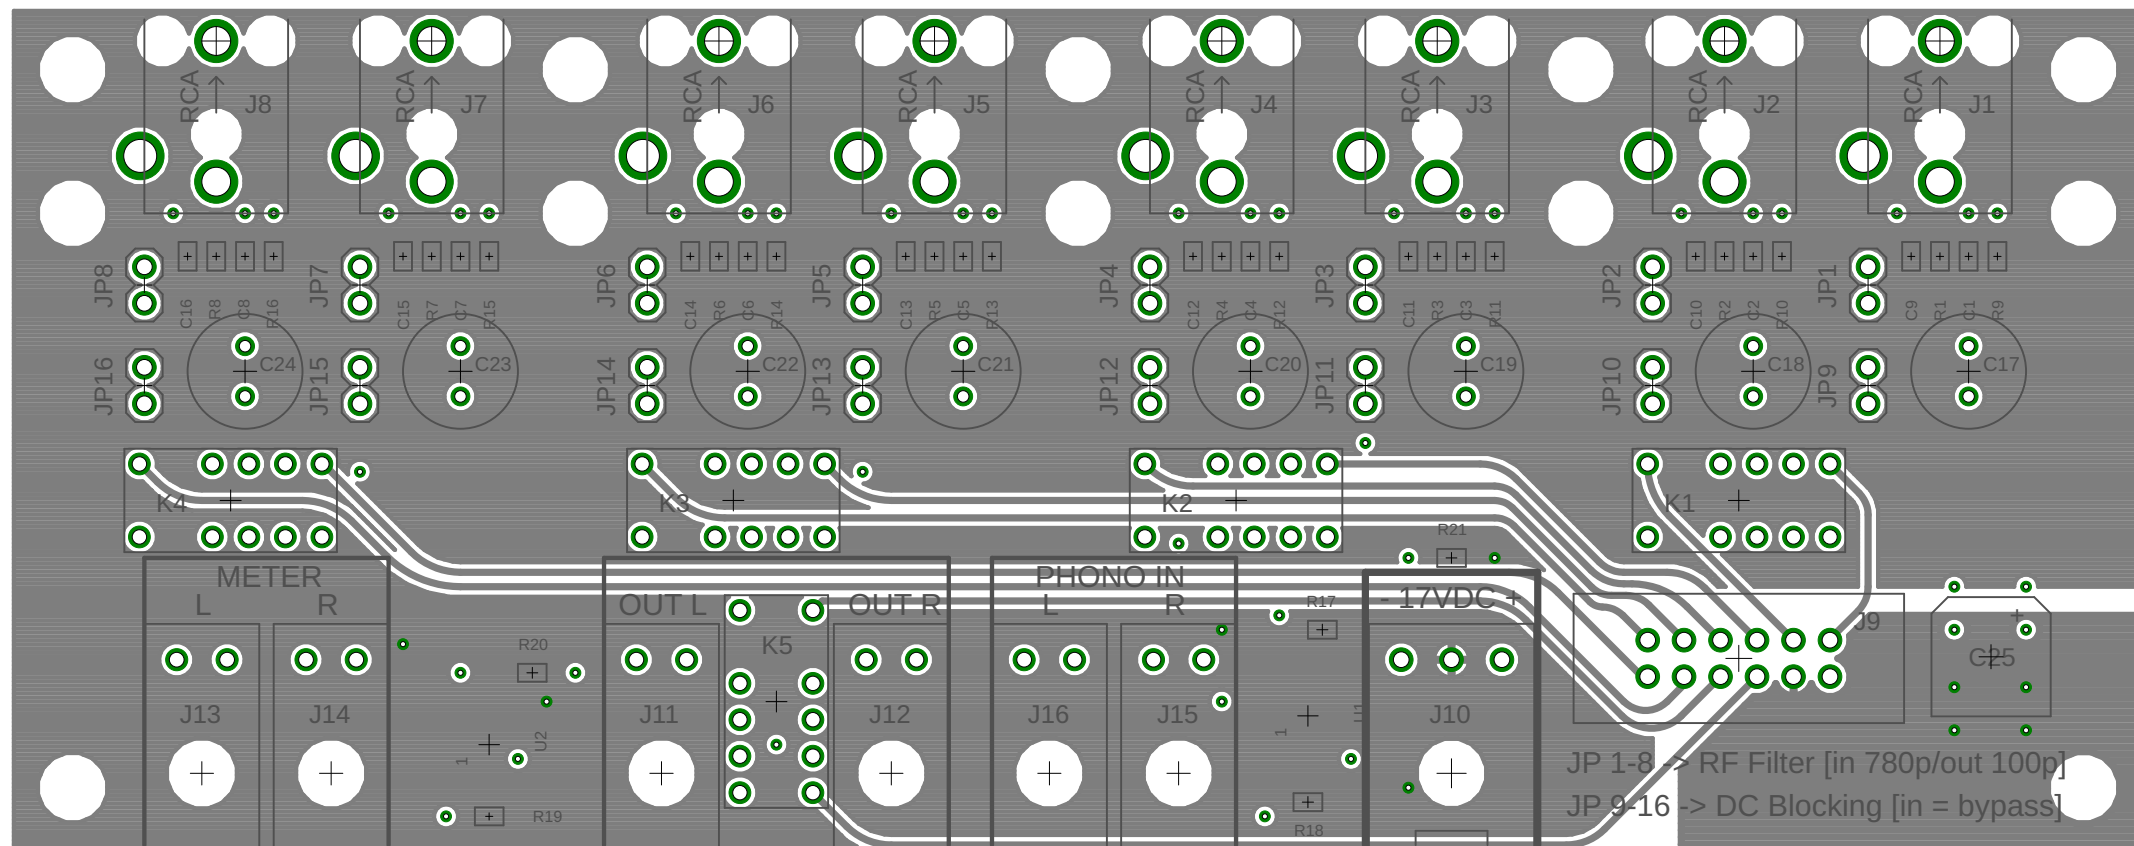 RCA J8 RCA J7 RCA J6 RCA J5 RCA J4 RCA J3 RCA J2 RCA J1
JP8 JP7 JP6 JP5 JP4 JP3 JP2 JP1
C16 R8 C8 R16 C15 R7 C7 R15 C14 R6 C6 R14 C13 R5 C5 R13 C12 R4 C4 R12 C11 R3 C3 R11 C10 R2 C2 R10 C9 R1 C1 R9
JP16 C24 JP15 C23 JP14 C22 JP13 C21 JP12 C20 JP11 C19 JP10 C18 JP9 C17
K4 K3 K2 K1
R21
METER PHONO IN
L R OUT L OUT R L R R17 - 17VDC +
J9 +
R20 K5 C25
J13 J14 J11 J12 J16 J15 J10
1 U2 1
JP 1-8 -> RF Filter [in 780p/out 100p]
JP 9-16 -> DC Blocking [in = bypass]
R19 R18